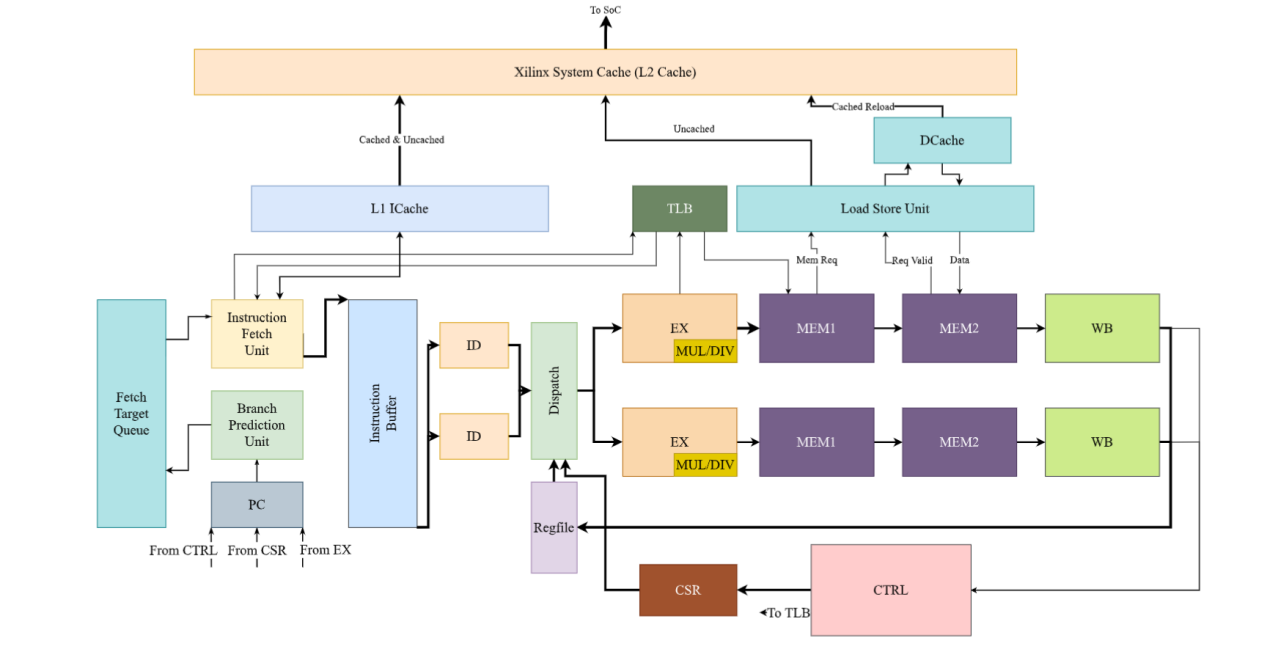 To SoC
Xilinx System Cache (L2 Cache)
Cached Reload
Cached & Uncached
Uncached
DCache
L1 ICache
TLB
Load Store Unit
Mem Req
Req Valid
Data
Fetch
Target
Queue
Instruction
Fetch
Unit
Branch
Prediction
Unit
PC
From CTRL
From CSR
From EX
Instruction
Buffer
ID
ID
Dispatch
Regfile
EX
MUL/DIV
MEM1
MEM2
WB
EX
MUL/DIV
MEM1
MEM2
WB
CSR
CTRL
To TLB